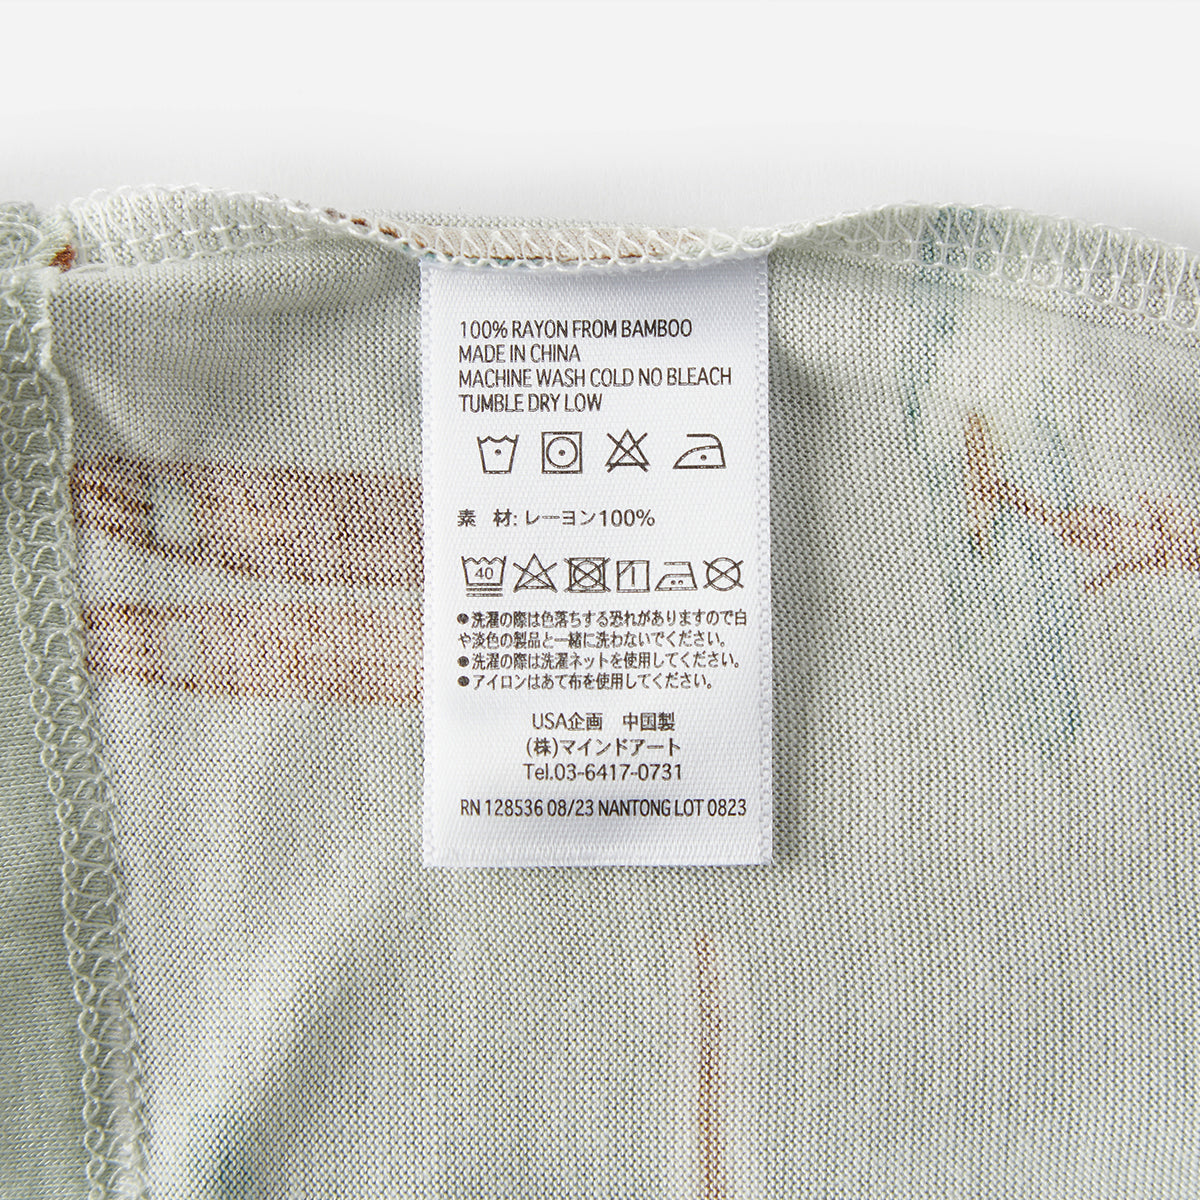 100% RAYON FROM BAMBOO
MADE IN CHINA
MACHINE WASH COLD NO BLEACH
TUMBLE DRY LOW
素 材: レーヨン100%
40
●洗濯の際は色落ちする恐れがありますので白
や淡色の製品と一緒に洗わないでください。
●洗濯の際は洗濯ネットを使用してください。
●アイロンはあて布を使用してください。
USA企画 中国製
(株)マインドアート
Tel.03-6417-0731
RN 128536 08/23 NANTONG LOT 0823